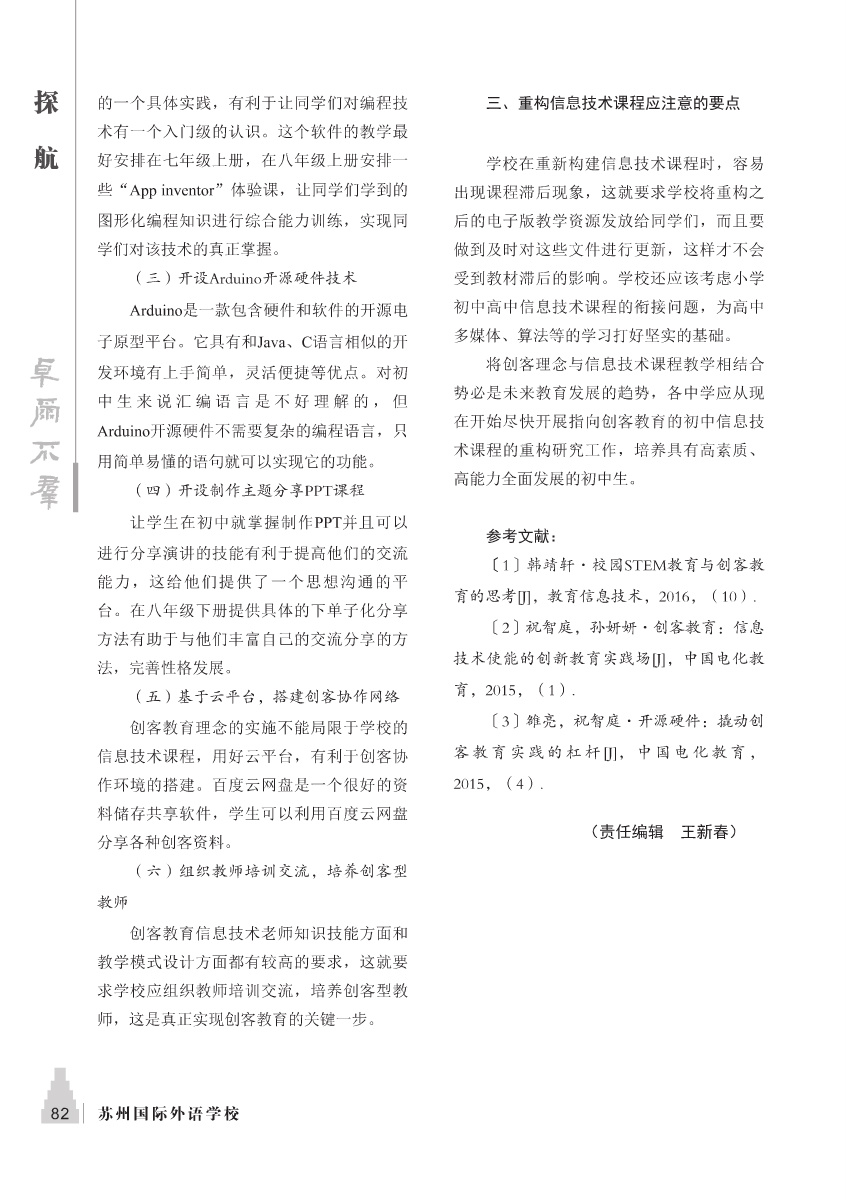 探
航
卓
尔
不
群
的一个具体实践，有利于让同学们对编程技
术有一个入门级的认识。这个软件的教学最
好安排在七年级上册，在八年级上册安排一
些“App inventor”体验课，让同学们学到的
图形化编程知识进行综合能力训练，实现同
学们对该技术的真正掌握。
（三）开设Arduino开源硬件技术
Arduino是一款包含硬件和软件的开源电
子原型平台。它具有和Java、C语言相似的开
发环境有上手简单，灵活便捷等优点。对初
中生来说汇编语言是不好理解的，但
Arduino开源硬件不需要复杂的编程语言，只
用简单易懂的语句就可以实现它的功能。
（四）开设制作主题分享PPT课程
让学生在初中就掌握制作PPT并且可以
进行分享演讲的技能有利于提高他们的交流
能力，这给他们提供了一个思想沟通的平
台。在八年级下册提供具体的下单子化分享
方法有助于与他们丰富自己的交流分享的方
法，完善性格发展。
（五）基于云平台，搭建创客协作网络
创客教育理念的实施不能局限于学校的
信息技术课程，用好云平台，有利于创客协
作环境的搭建。百度云网盘是一个很好的资
料储存共享软件，学生可以利用百度云网盘
分享各种创客资料。
（六）组织教师培训交流，培养创客型
教师
创客教育信息技术老师知识技能方面和
教学模式设计方面都有较高的要求，这就要
求学校应组织教师培训交流，培养创客型教
师，这是真正实现创客教育的关键一步。
三、重构信息技术课程应注意的要点
学校在重新构建信息技术课程时，容易
出现课程滞后现象，这就要求学校将重构之
后的电子版教学资源发放给同学们，而且要
做到及时对这些文件进行更新，这样才不会
受到教材滞后的影响。学校还应该考虑小学
初中高中信息技术课程的衔接问题，为高中
多媒体、算法等的学习打好坚实的基础。
将创客理念与信息技术课程教学相结合
势必是未来教育发展的趋势，各中学应从现
在开始尽快开展指向创客教育的初中信息技
术课程的重构研究工作，培养具有高素质、
高能力全面发展的初中生。
参考文献：
〔1〕韩靖轩·校园STEM教育与创客教
育的思考[J]，教育信息技术，2016，（10）.
〔2〕祝智庭，孙妍妍·创客教育：信息
技术使能的创新教育实践场[J]，中国电化教
育，2015，（1）.
〔3〕雒亮，祝智庭·开源硬件：撬动创
客教育实践的杠杆[J]，中国电化教育，
2015，（4）.
（责任编辑　王新春）
82 苏州国际外语学校